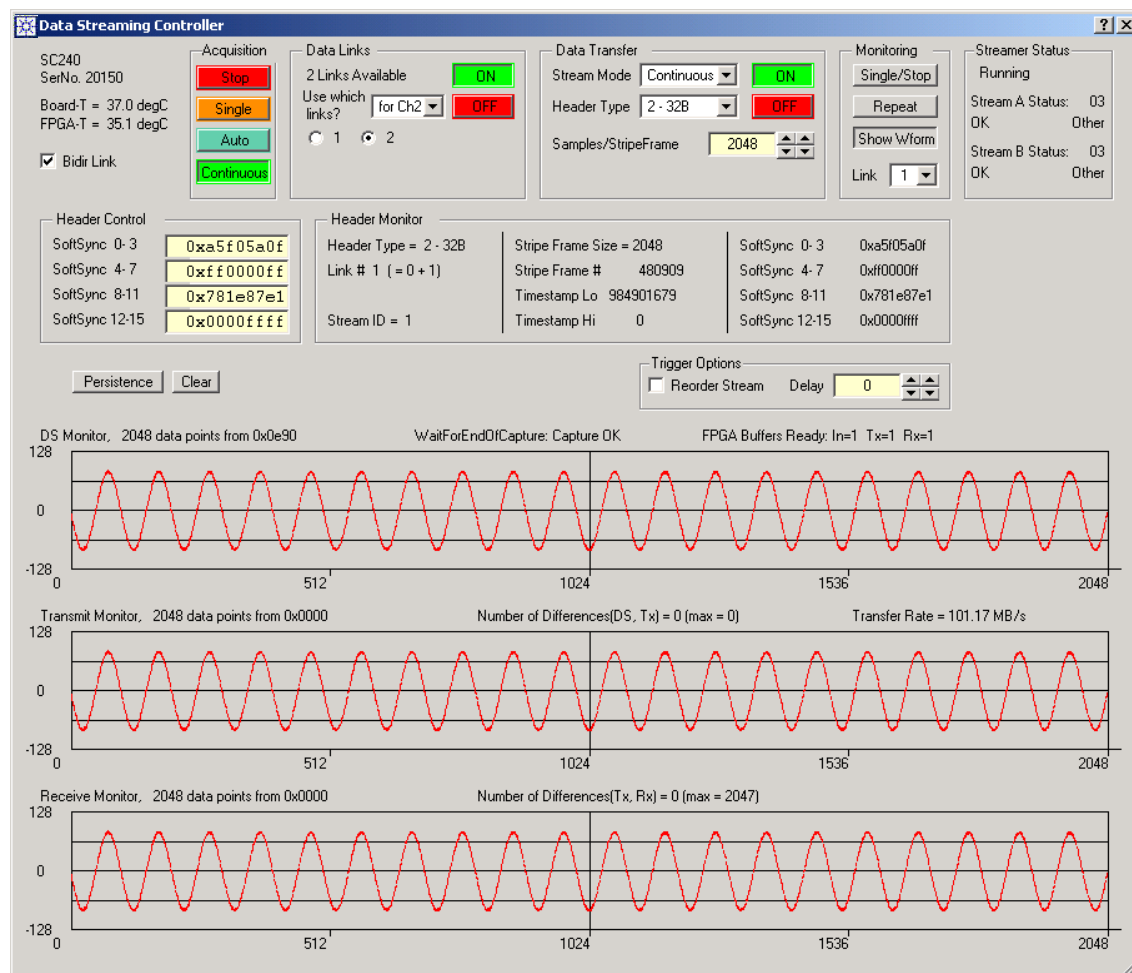 Data Streaming Controller
SC240
SerNo. 20150
Board-T = 37.0 degC
FPGA-T = 35.1 degC
Bidir Link
Acquisition
Stop
Single
Auto
Continuous
Data Links
2 Links Available ON
Use which links? for Ch2 OFF
1 2
Data Transfer
Stream Mode Continuous ON
Header Type 2 - 32B OFF
Samples/StripeFrame 2048
Monitoring
Single/Stop
Repeat
Show Wform
Link 1
Streamer Status
Running
Stream A Status: 03
OK Other
Stream B Status: 03
OK Other
Header Control
SoftSync 0- 3 0xa5f05a0f
SoftSync 4- 7 0xff0000ff
SoftSync 8-11 0x781e87e1
SoftSync 12-15 0x0000ffff
Header Monitor
Header Type = 2 - 32B
Link # 1 ( = 0 + 1)
Stream ID = 1
Stripe Frame Size = 2048
Stripe Frame # 480909
Timestamp Lo 984901679
Timestamp Hi 0
SoftSync 0- 3 0xa5f05a0f
SoftSync 4- 7 0xff0000ff
SoftSync 8-11 0x781e87e1
SoftSync 12-15 0x0000ffff
Persistence Clear
Trigger Options
Reorder Stream Delay 0
DS Monitor, 2048 data points from 0x0e90 WaitForEndOfCapture: Capture OK FPGA Buffers Ready: In=1 Tx=1 Rx=1
128
0
-128
0 512 1024 1536 2048
Transmit Monitor, 2048 data points from 0x0000 Number of Differences(DS, Tx) = 0 (max = 0) Transfer Rate = 101.17 MB/s
128
0
-128
0 512 1024 1536 2048
Receive Monitor, 2048 data points from 0x0000 Number of Differences(Tx, Rx) = 0 (max = 2047)
128
0
-128
0 512 1024 1536 2048